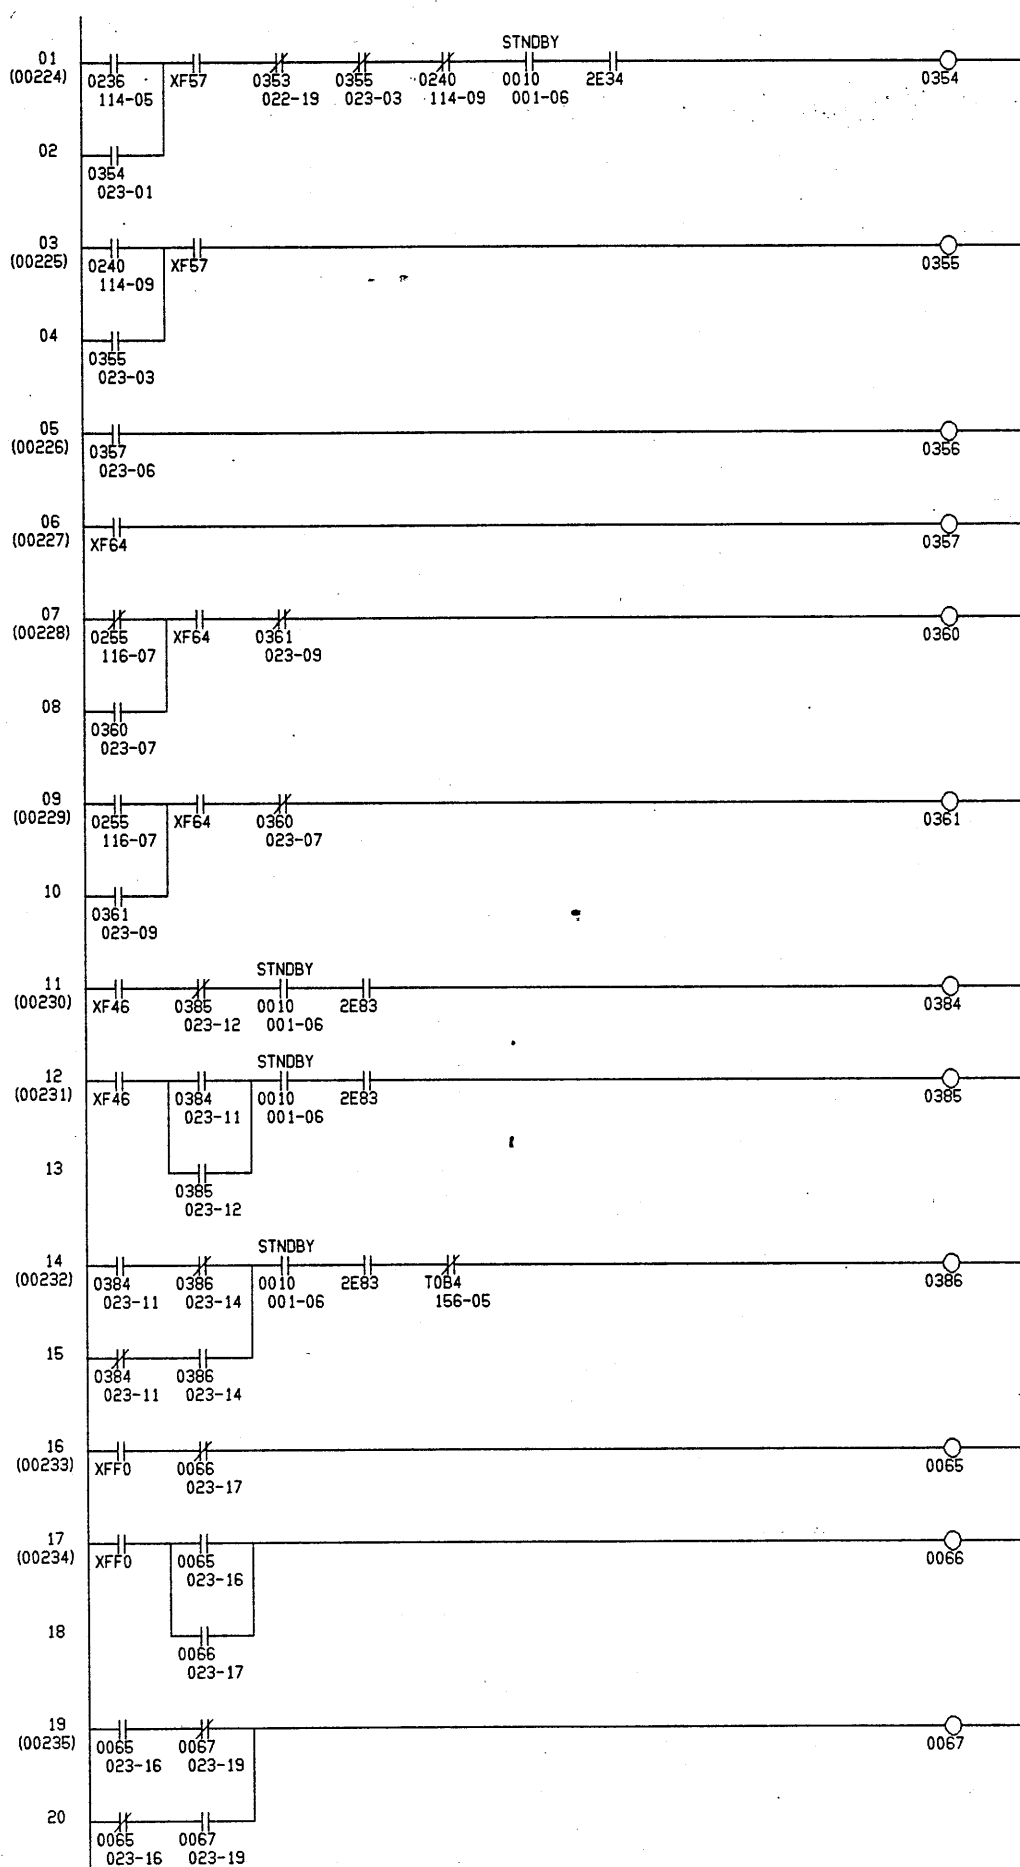 STNDBY
01
(00224) 0236 XF57 0353 0355 0240 0010 2E34 0354
114-05 022-19 023-03 114-09 001-06
02
0354
023-01
03
(00225) 0240 XF57 0355
114-09
04
0355
023-03
05
(00226) 0357 0356
023-06
06
(00227) XF64 0357
07
(00228) 0255 XF64 0361 0360
116-07 023-09
08
0360
023-07
09
(00229) 0255 XF64 0360 0361
116-07 023-07
10
0361
023-09
STNDBY
11
(00230) XF46 0385 0010 2E83 0384
023-12 001-06
STNDBY
12
(00231) XF46 0384 0010 2E83 0385
023-11 001-06
13
0385
023-12
STNDBY
14
(00232) 0384 0386 0010 2E83 T0B4 0386
023-11 023-14 001-06 156-05
15
0384 0386
023-11 023-14
16
(00233) XFF0 0066 0065
023-17
17
(00234) XFF0 0065 0066
023-16
18
0066
023-17
19
(00235) 0065 0067 0067
023-16 023-19
20
0065 0067
023-16 023-19